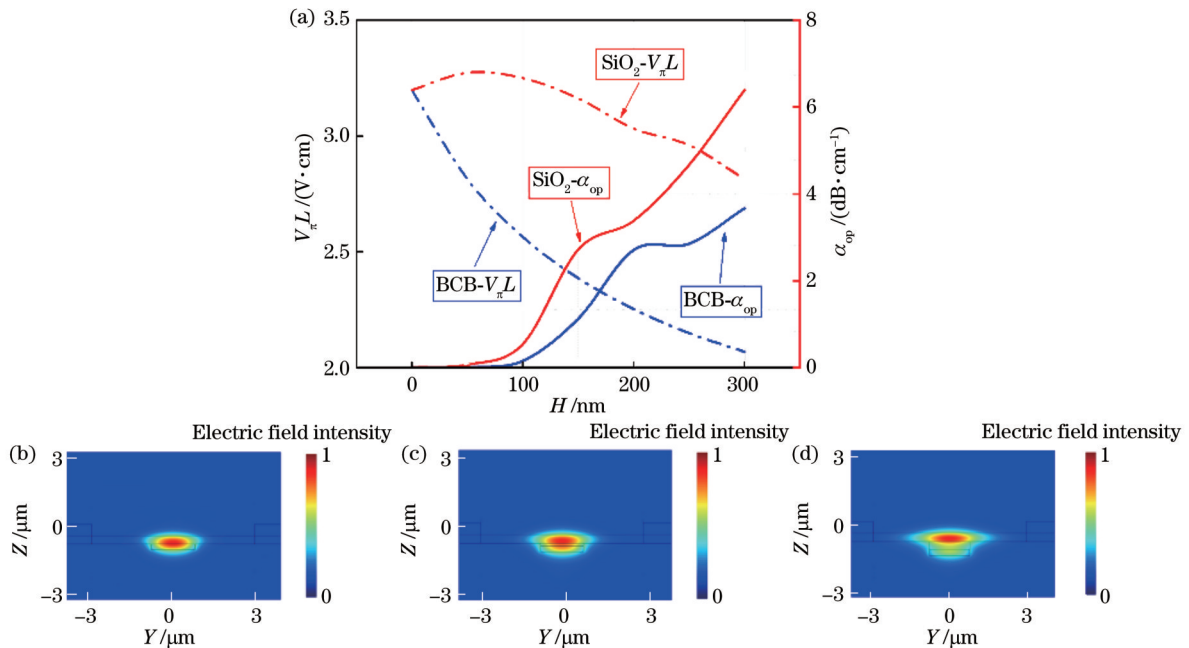 (a)
3.5
3.0
2.5
2.0
VπL /(V·cm)
8
6
4
2
0
αop /(dB·cm⁻¹)
SiO₂-VπL
SiO₂-αop
BCB-VπL
BCB-αop
0 100 200 300
H /nm
(b)
Electric field intensity
3
0
−3
Z /μm
−3 0 3
Y /μm
1
0
(c)
Electric field intensity
3
0
−3
Z /μm
−3 0 3
Y /μm
1
0
(d)
Electric field intensity
3
0
−3
Z /μm
−3 0 3
Y /μm
1
0